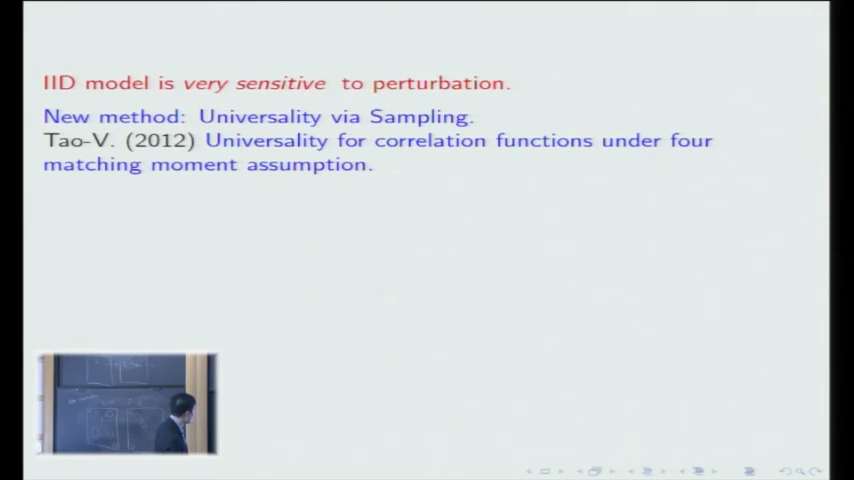 IID model is very sensitive to perturbation.
New method: Universality via Sampling.
Tao-V. (2012) Universality for correlation functions under four
matching moment assumption.